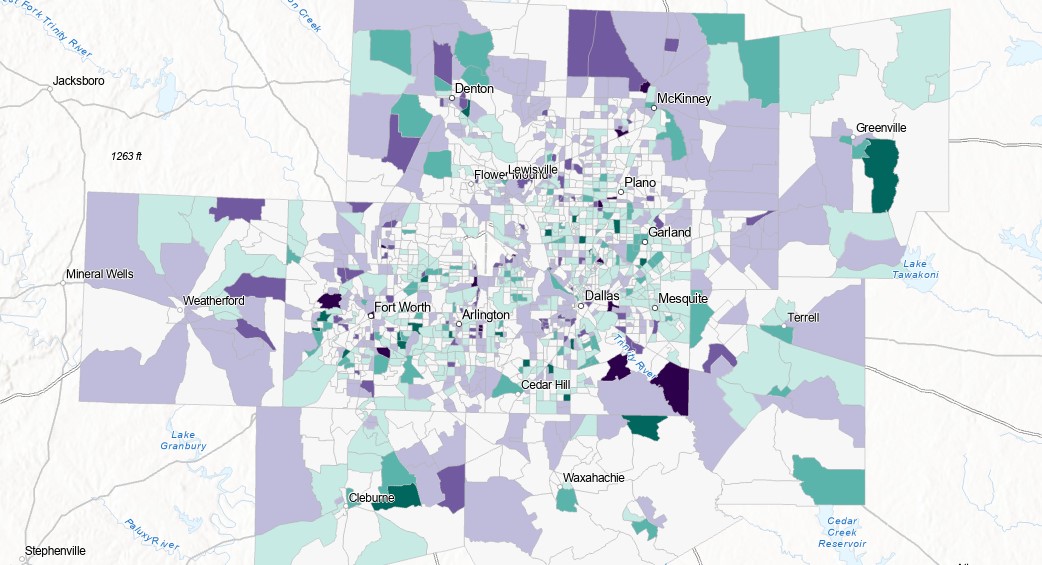 est Fork Trinity River
on Creek
Jacksboro
Denton
McKinney
1263 ft
Greenville
Lewisville
Flower Mound
Plano
Garland
Lake
Tawakoni
Mineral Wells
Weatherford
Fort Worth
Arlington
Dallas
Mesquite
Terrell
Trinity River
Cedar Hill
Lake
Granbury
Waxahachie
Cleburne
Paluxy River
Stephenville
Cedar
Creek
Reservoir